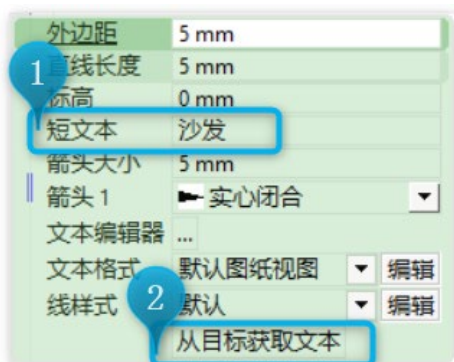 外边距 5 mm
1
直线长度 5 mm
标高 0 mm
短文本 沙发
箭头大小 5 mm
箭头 1 实心闭合
文本编辑器 ...
文本格式 默认图纸视图 编辑
2
线样式 默认 编辑
从目标获取文本